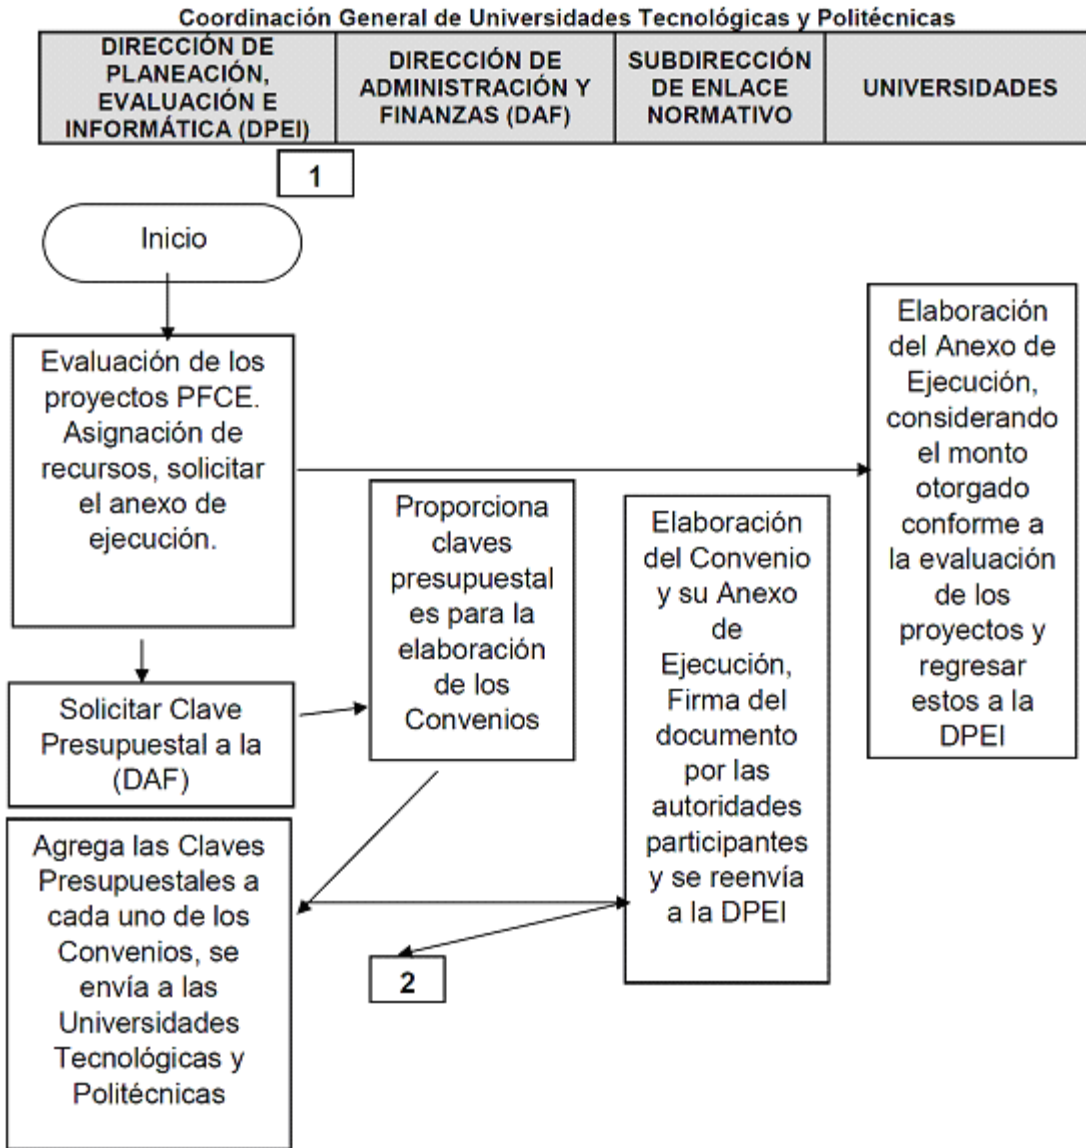 Coordinación General de Universidades Tecnológicas y Politécnicas
DIRECCIÓN DE
PLANEACIÓN,
EVALUACIÓN E
INFORMÁTICA (DPEI)
DIRECCIÓN DE
ADMINISTRACIÓN Y
FINANZAS (DAF)
SUBDIRECCIÓN
DE ENLACE
NORMATIVO
UNIVERSIDADES
1
Inicio
Evaluación de los
proyectos PFCE.
Asignación de
recursos, solicitar
el anexo de
ejecución.
Elaboración
del Anexo de
Ejecución,
considerando
el monto
otorgado
conforme a
la evaluación
de los
proyectos y
regresar
estos a la
DPEI
Solicitar Clave
Presupuestal a la
(DAF)
Proporciona
claves
presupuestal
es para la
elaboración
de los
Convenios
Elaboración
del Convenio
y su Anexo
de
Ejecución,
Firma del
documento
por las
autoridades
participantes
y se reenvía
a la DPEI
Agrega las Claves
Presupuestales a
cada uno de los
Convenios, se
envía a las
Universidades
Tecnológicas y
Politécnicas
2